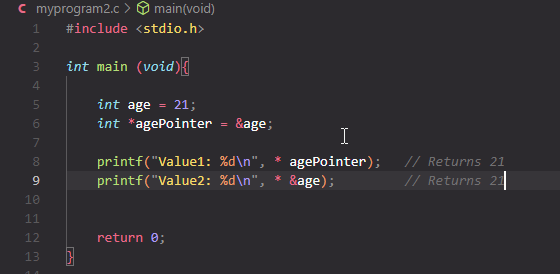 C myprogram2.c > main(void)
1 #include <stdio.h>
2
3 int main (void){
4
5 int age = 21;
6 int *agePointer = &age;
7
8 printf("Value1: %d\n", * agePointer); // Returns 21
9 printf("Value2: %d\n", * &age); // Returns 21
10
11
12 return 0;
13 }